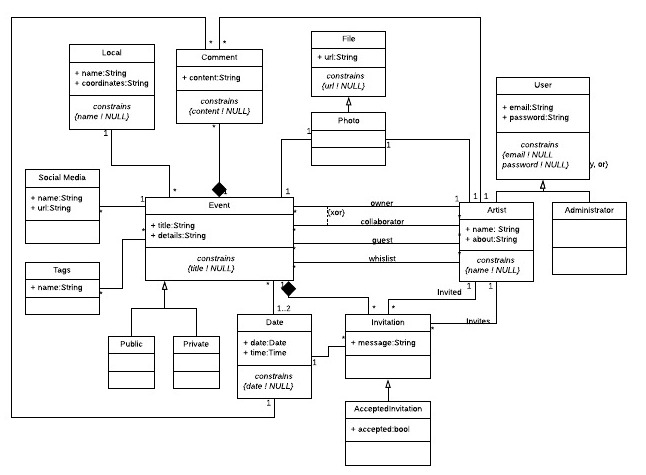 File
+ url:String
constrains
{url ! NULL}
Local
+ name:String
+ coordinates:String
constrains
{name ! NULL}
Comment
+ content:String
constrains
{content ! NULL}
* *
*
1
Photo
1
1
1
User
+ email:String
+ password:String
constrains
{email ! NULL
password ! NULL}
y, or}
Social Media
+ name:String
+ url:String
1
*
*
Event
+ title:String
+ details:String
constrains
{title ! NULL}
1
1
owner
{xor}
collaborator
guest
whislist
*
*
*
*
1
1 1
Artist
+ name: String
+ about:String
constrains
{name ! NULL}
Administrator
Tags
+ name:String
*
*
Public
Private
*
1
1..2
Date
+ date:Date
+ time:Time
constrains
{date ! NULL}
1
1
*
* *
Invited
1 1
Invites
*
Invitation
+ message:String
AcceptedInvitation
+ accepted:bool